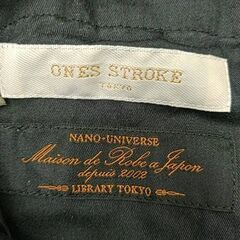 ONES STROKE
TOKYO
NANO·UNIVERSE
Maison de Robe a Japon
depuis 2002
LIBRARY TOKYO